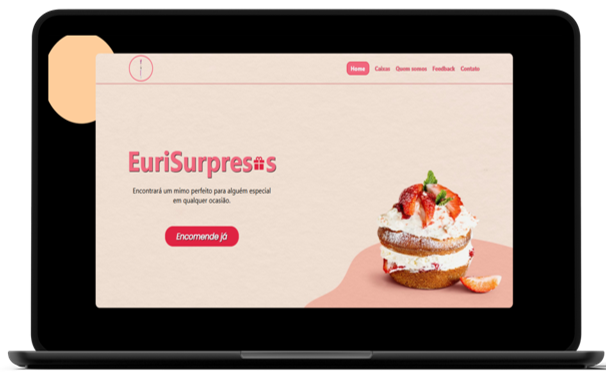 Home Caixas Quem somos Feedback Contato
EuriSurpresas
Encontrará um mimo perfeito para alguém especial
em qualquer ocasião.
Encomende já